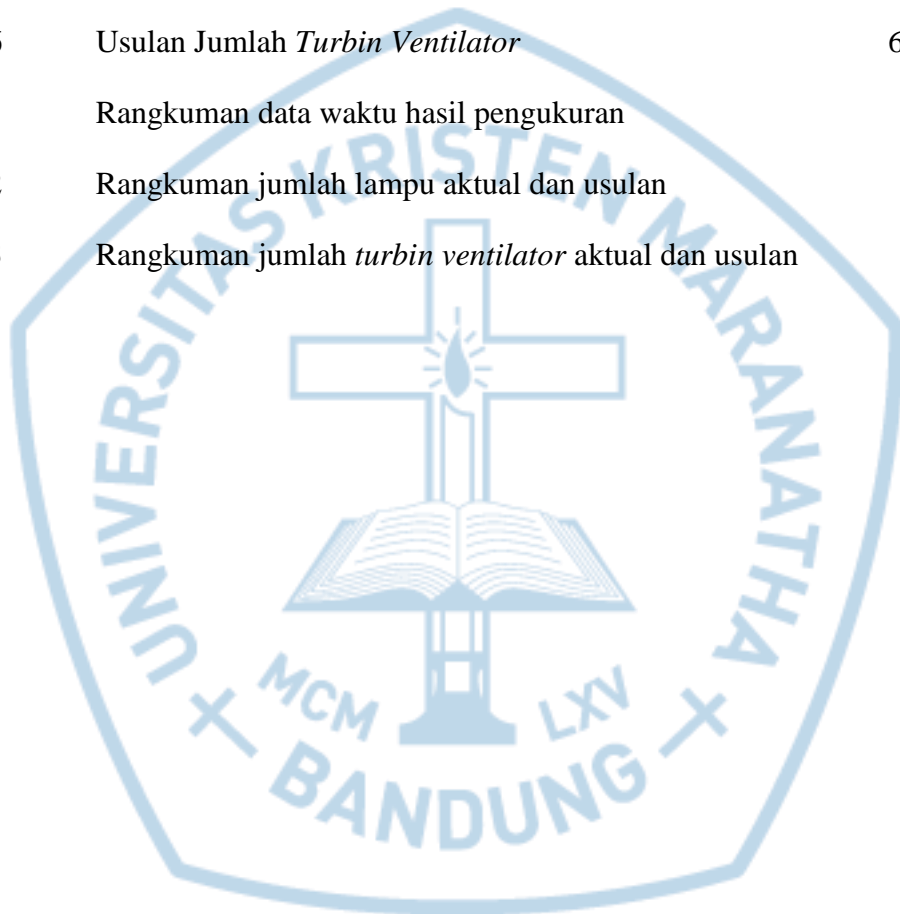 Usulan Jumlah Turbin Ventilator 6
Rangkuman data waktu hasil pengukuran
Rangkuman jumlah lampu aktual dan usulan
Rangkuman jumlah turbin ventilator aktual dan usulan
UNIVERSITAS KRISTEN MARANATHA
MCM LXV
BANDUNG